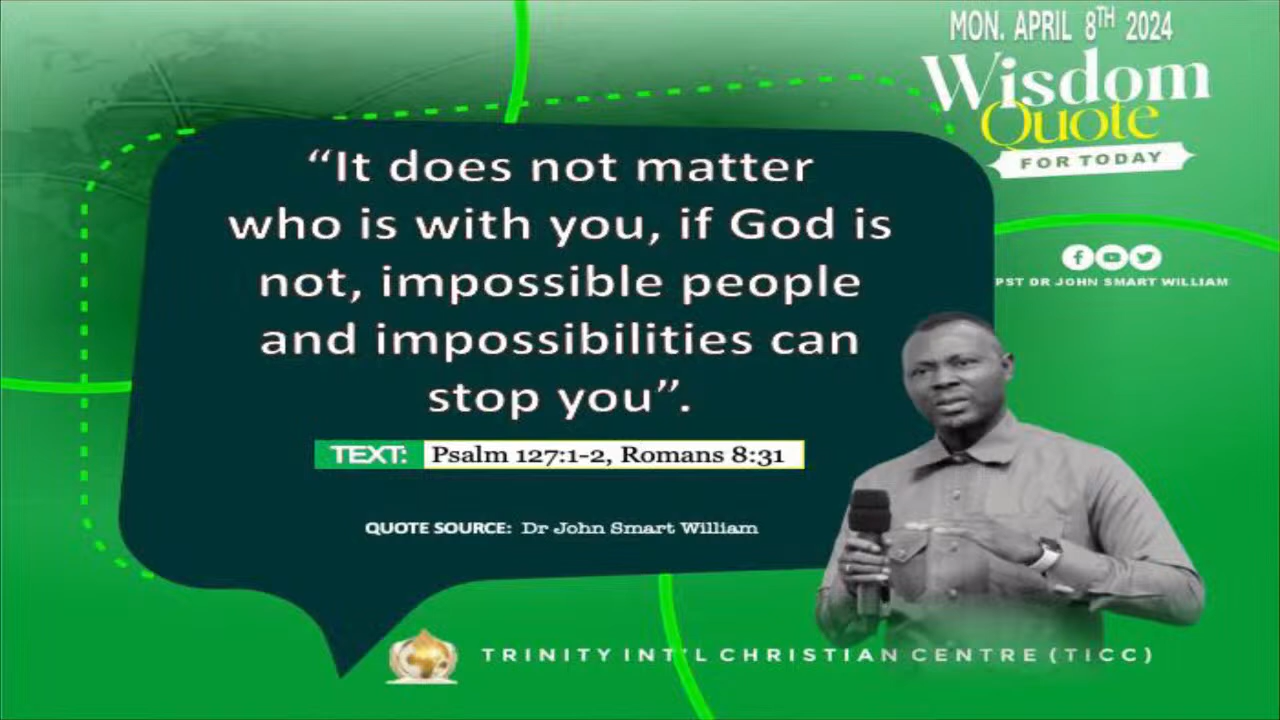 MON. APRIL 8TH 2024
Wisdom
Quote
FOR TODAY
PST DR JOHN SMART WILLIAM
“It does not matter
who is with you, if God is
not, impossible people
and impossibilities can
stop you”.
TEXT: Psalm 127:1-2, Romans 8:31
QUOTE SOURCE: Dr John Smart William
TRINITY INT'L CHRISTIAN CENTRE (TICC)